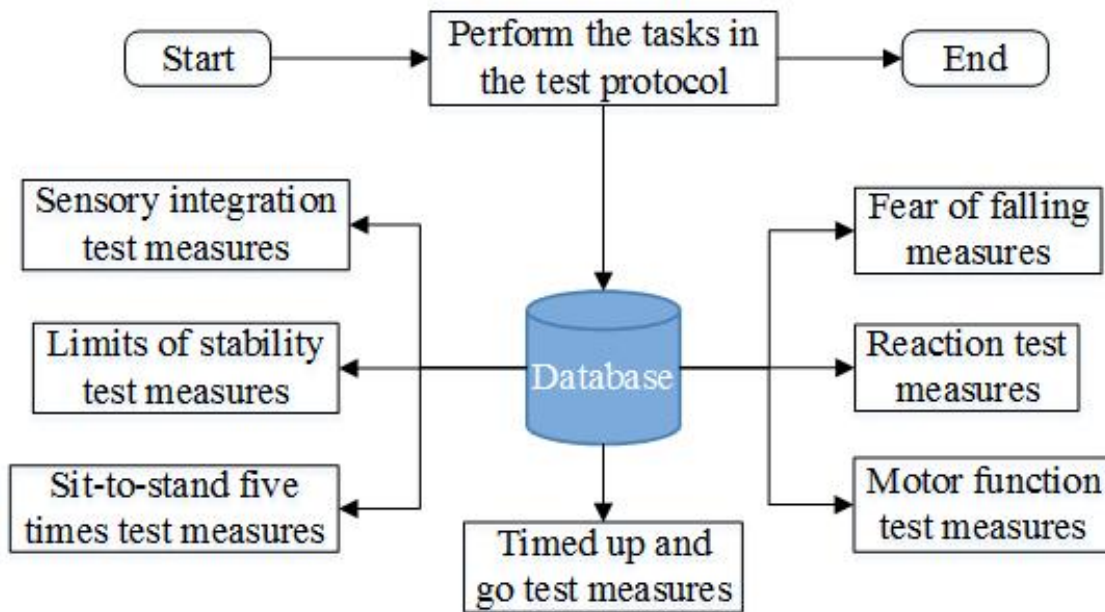 Start
Perform the tasks in
the test protocol
End
Sensory integration
test measures
Fear of falling
measures
Limits of stability
test measures
Database
Reaction test
measures
Sit-to-stand five
times test measures
Timed up and
go test measures
Motor function
test measures